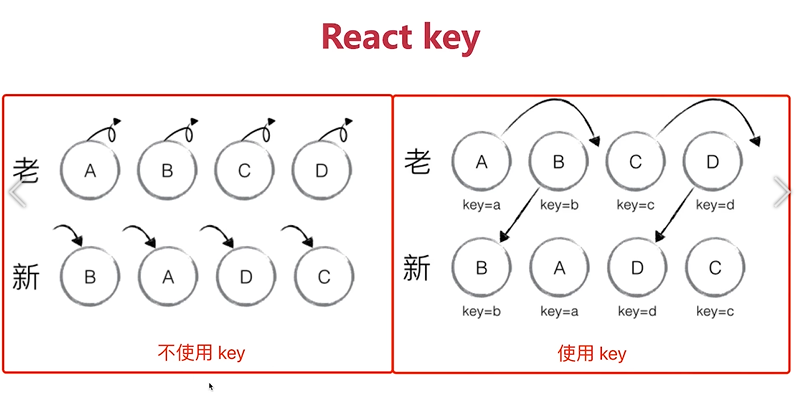 React key
老 A B C D
新 B A D C
不使用 key
老 A B C D
key=a key=b key=c key=d
新 B A D C
key=b key=a key=d key=c
使用 key